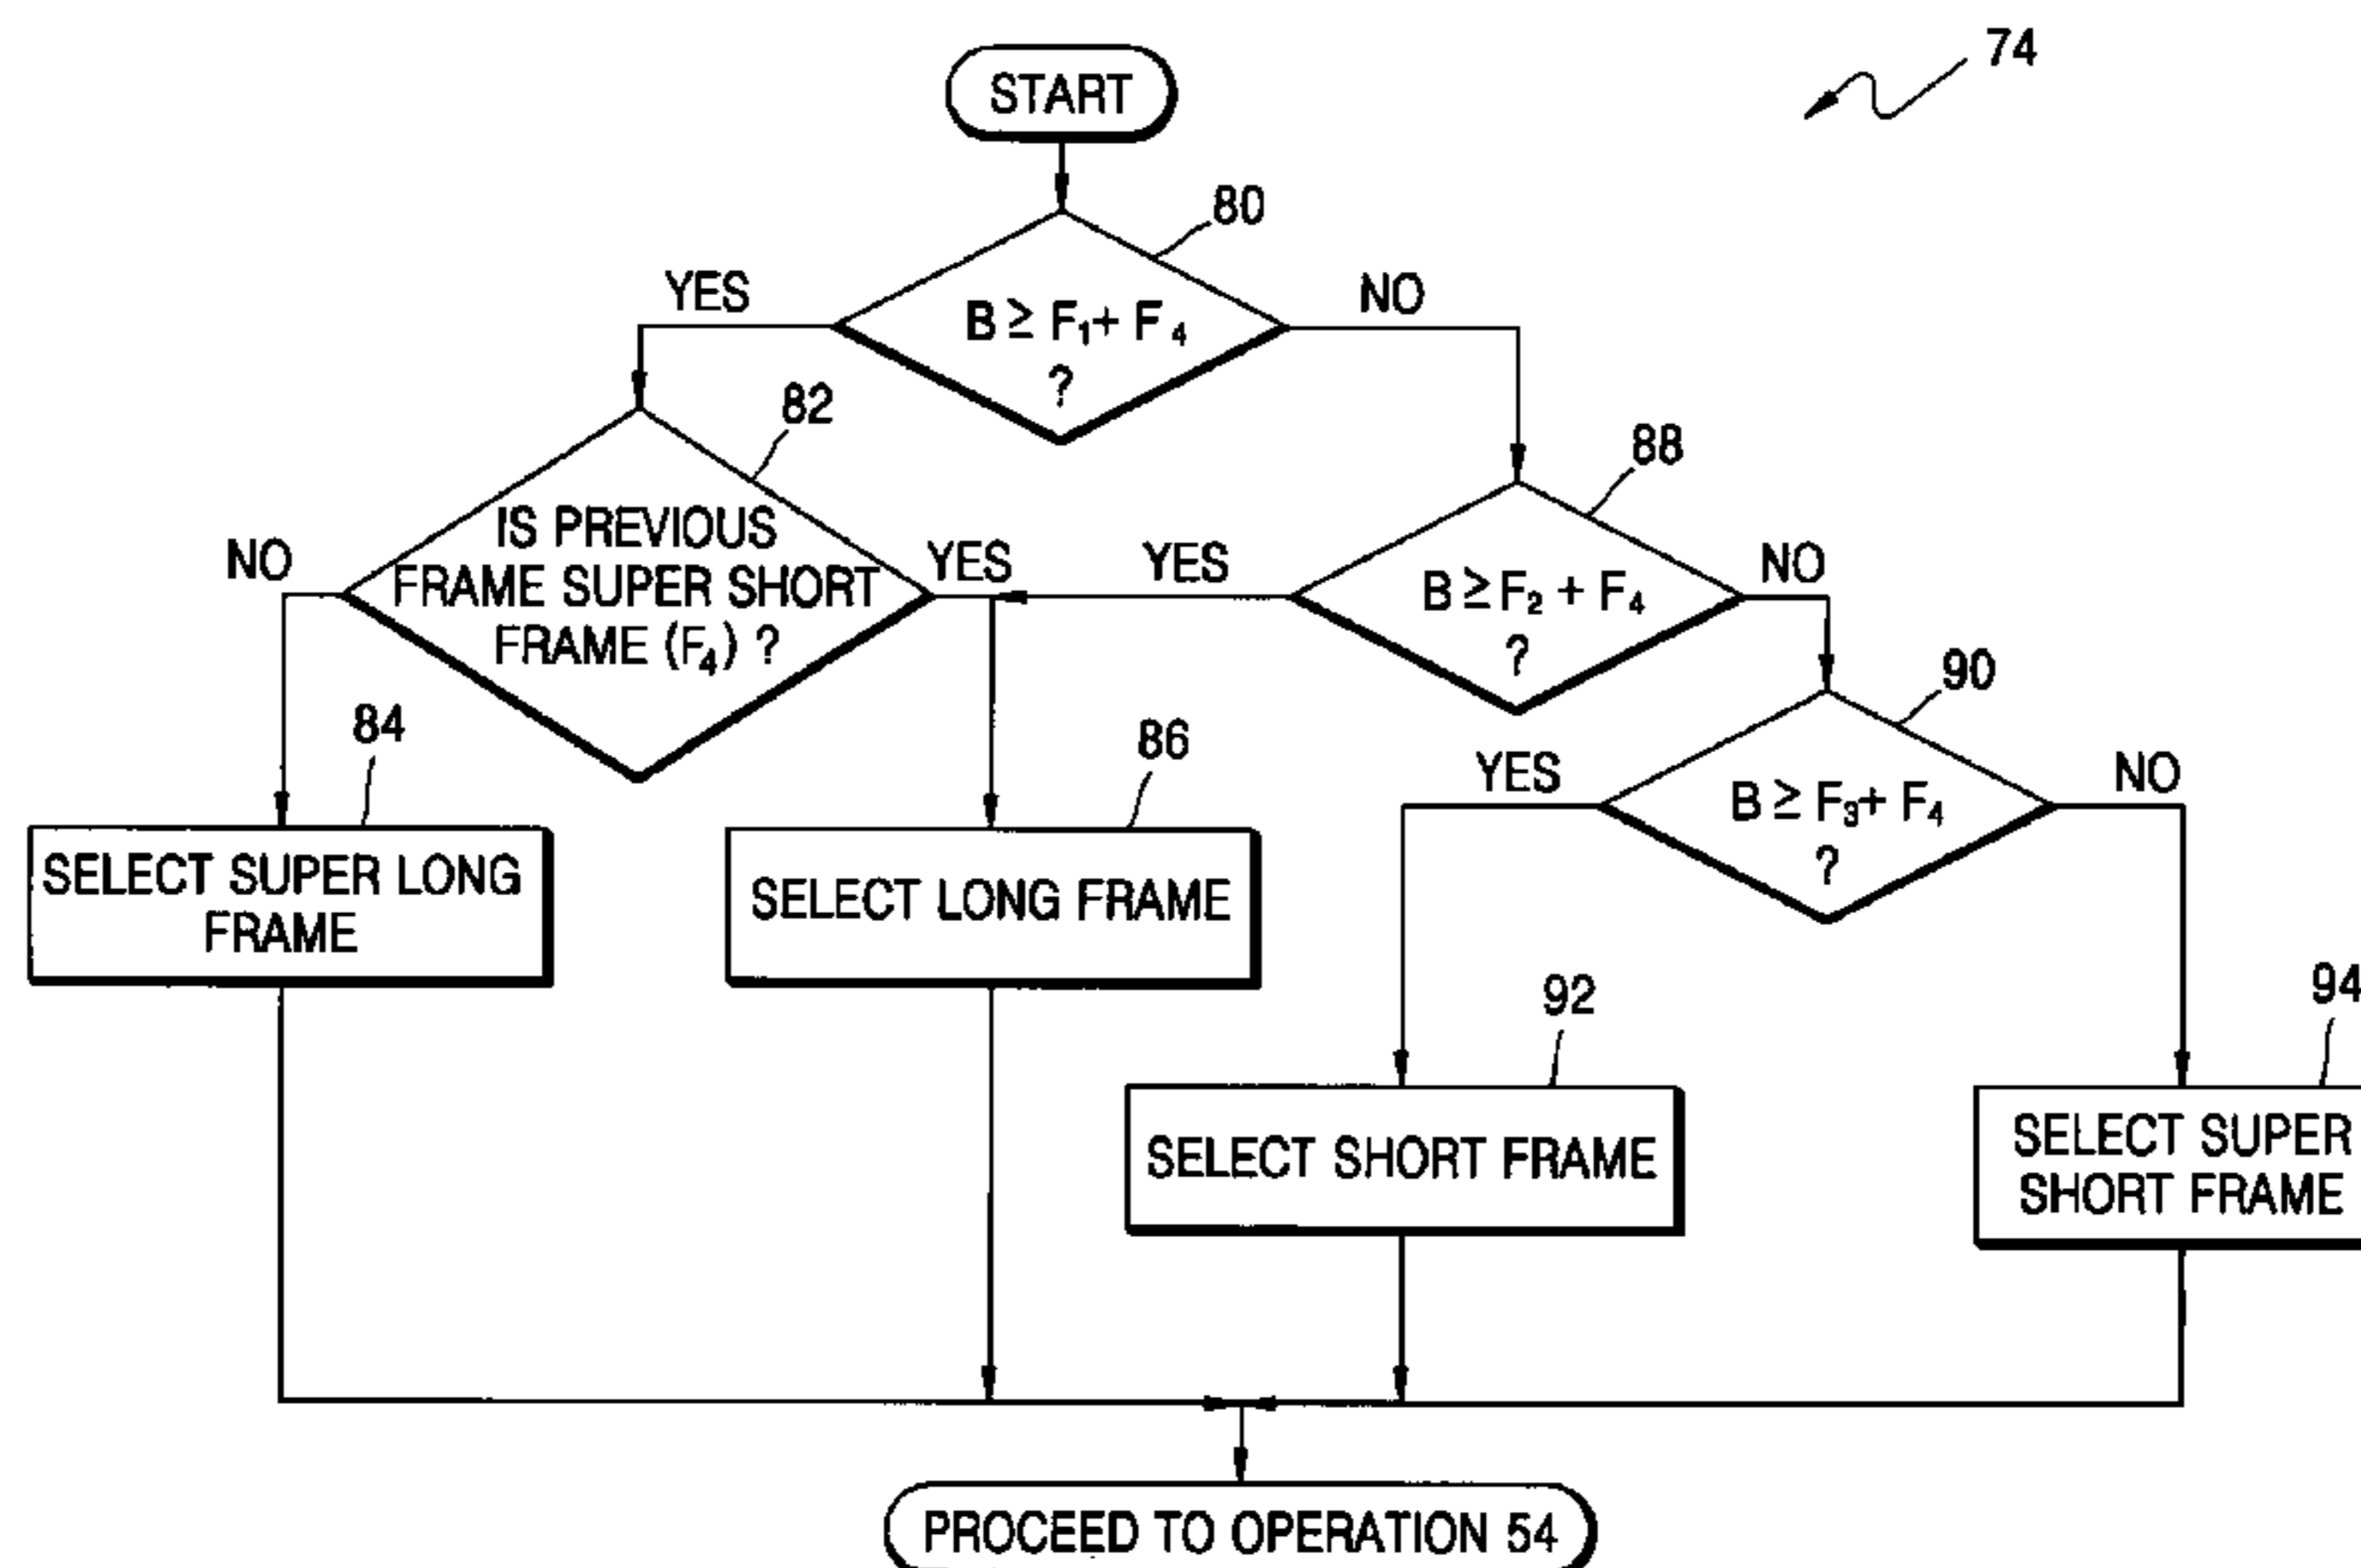 74
START
80
YES
NO
B ≥ F₁ + F₄
?
82
88
IS PREVIOUS
FRAME SUPER SHORT
FRAME (F₄) ?
NO
YES
YES
NO
B ≥ F₂ + F₄
?
90
84
86
YES
NO
B ≥ F₃ + F₄
?
SELECT SUPER LONG
FRAME
SELECT LONG FRAME
92
94
SELECT SHORT FRAME
SELECT SUPER
SHORT FRAME
PROCEED TO OPERATION 54